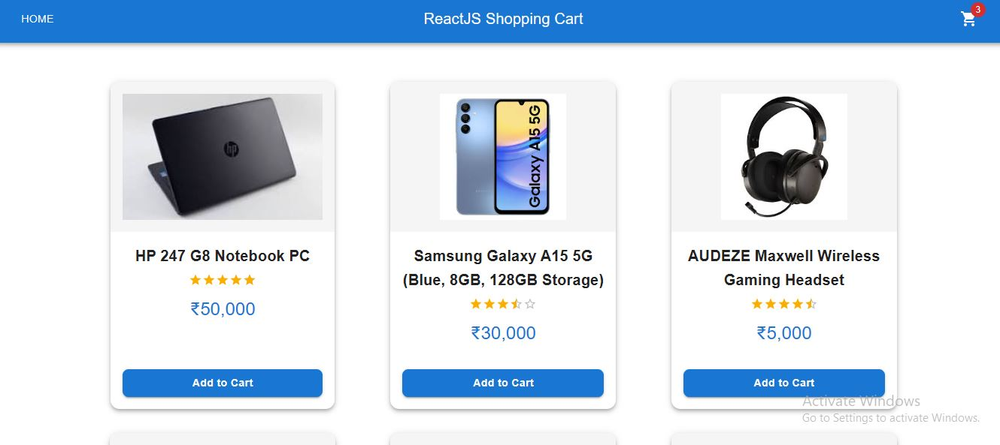 HOME
ReactJS Shopping Cart
3
hp
Galaxy A15 5G
HP 247 G8 Notebook PC
₹50,000
Add to Cart
Samsung Galaxy A15 5G
(Blue, 8GB, 128GB Storage)
₹30,000
Add to Cart
AUDEZE Maxwell Wireless
Gaming Headset
₹5,000
Add to Cart
Activate Windows
Go to Settings to activate Windows.